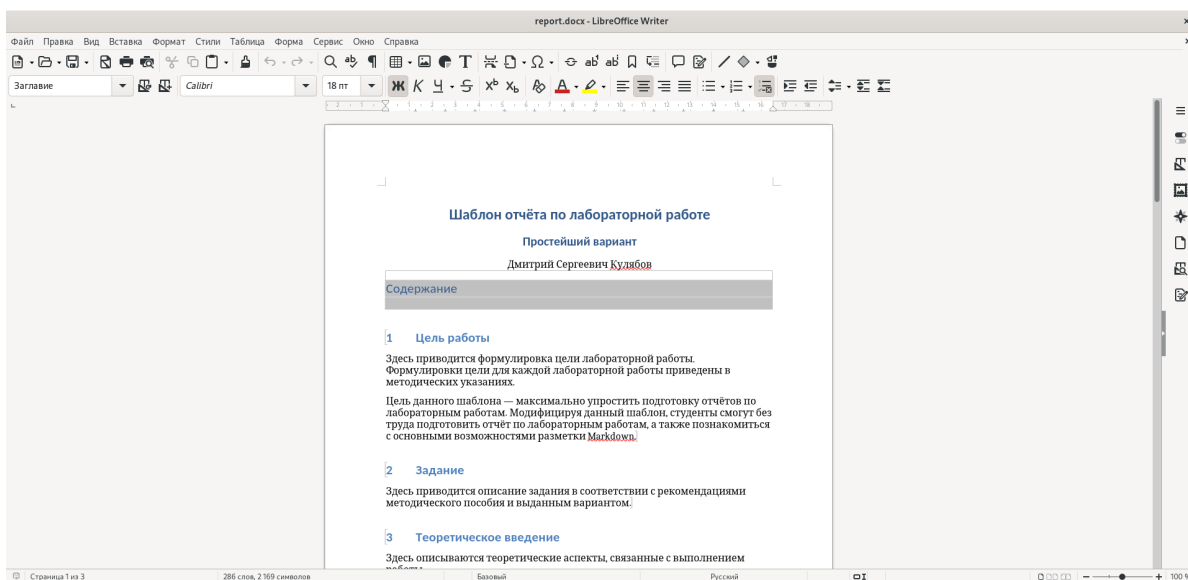 report.docx - LibreOffice Writer
Файл Правка Вид Вставка Формат Стили Таблица Форма Сервис Окно Справка
Заглавие Calibri 18 пт
Шаблон отчёта по лабораторной работе
Простейший вариант
Дмитрий Сергеевич Кулябов
Содержание
1 Цель работы
Здесь приводится формулировка цели лабораторной работы.
Формулировки цели для каждой лабораторной работы приведены в
методических указаниях.
Цель данного шаблона — максимально упростить подготовку отчётов по
лабораторным работам. Модифицируя данный шаблон, студенты смогут без
труда подготовить отчёт по лабораторным работам, а также познакомиться
с основными возможностями разметки Markdown.
2 Задание
Здесь приводится описание задания в соответствии с рекомендациями
методического пособия и выданным вариантом.
3 Теоретическое введение
Здесь описываются теоретические аспекты, связанные с выполнением
Страница 1 из 3 286 слов, 2 169 символов Базовый Русский 100 %